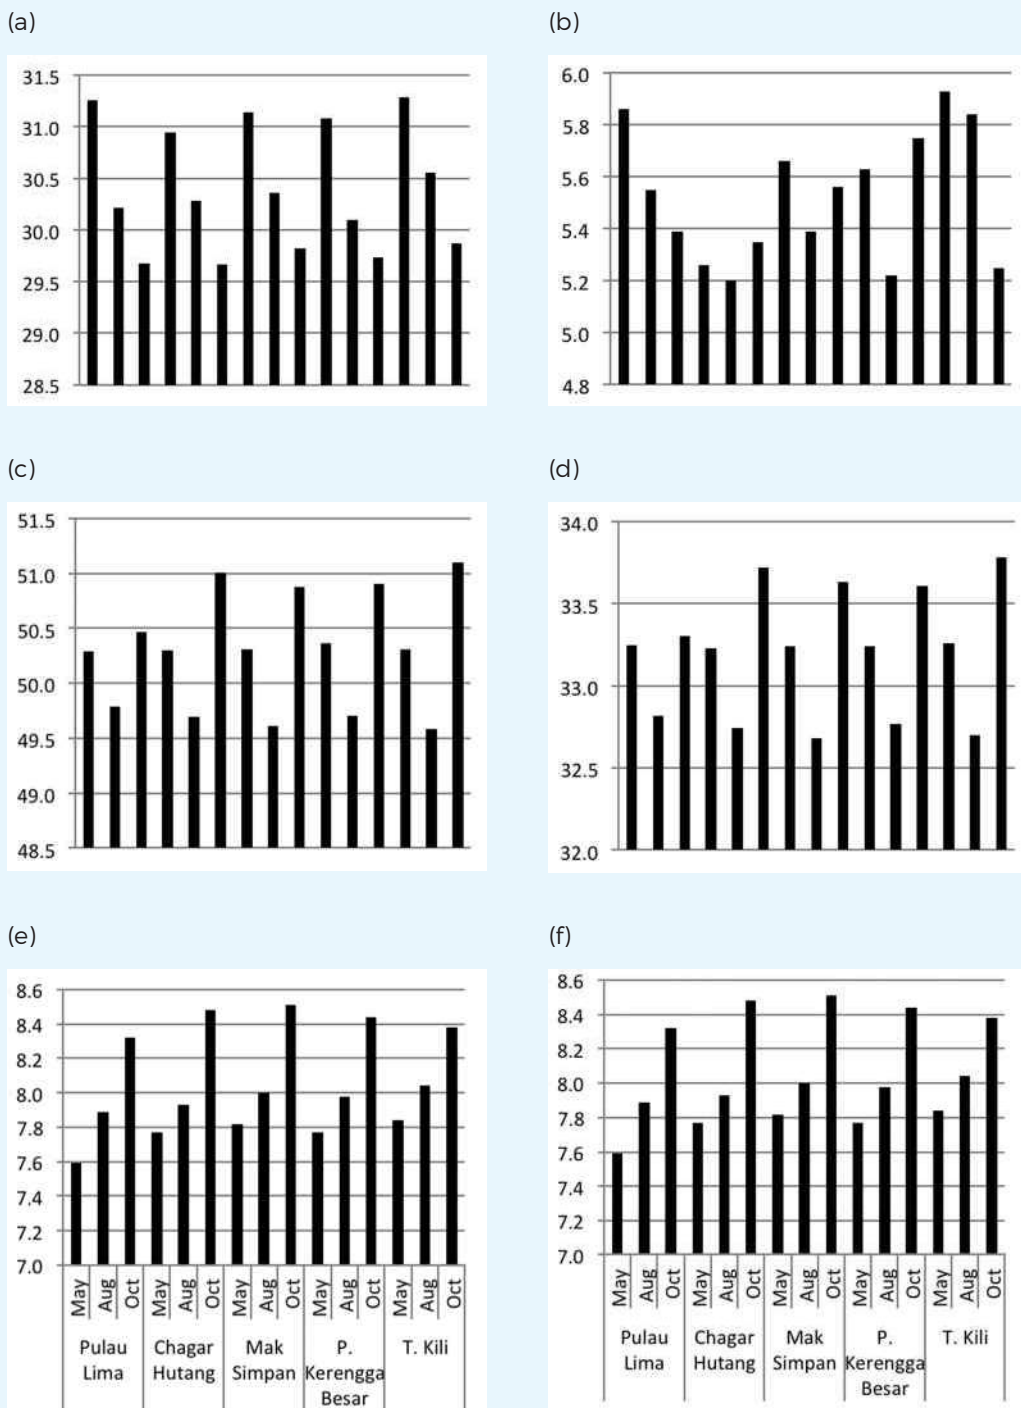 (a)
31.5
31.0
30.5
30.0
29.5
29.0
28.5
(b)
6.0
5.8
5.6
5.4
5.2
5.0
4.8
(c)
51.5
51.0
50.5
50.0
49.5
49.0
48.5
(d)
34.0
33.5
33.0
32.5
32.0
(e)
8.6
8.4
8.2
8.0
7.8
7.6
7.4
7.2
7.0
May Aug Oct May Aug Oct May Aug Oct May Aug Oct May Aug Oct
Pulau Lima
Chagar Hutang
Mak Simpan
P. Kerengga Besar
T. Kili
(f)
8.6
8.4
8.2
8.0
7.8
7.6
7.4
7.2
7.0
May Aug Oct May Aug Oct May Aug Oct May Aug Oct May Aug Oct
Pulau Lima
Chagar Hutang
Mak Simpan
P. Kerengga Besar
T. Kili